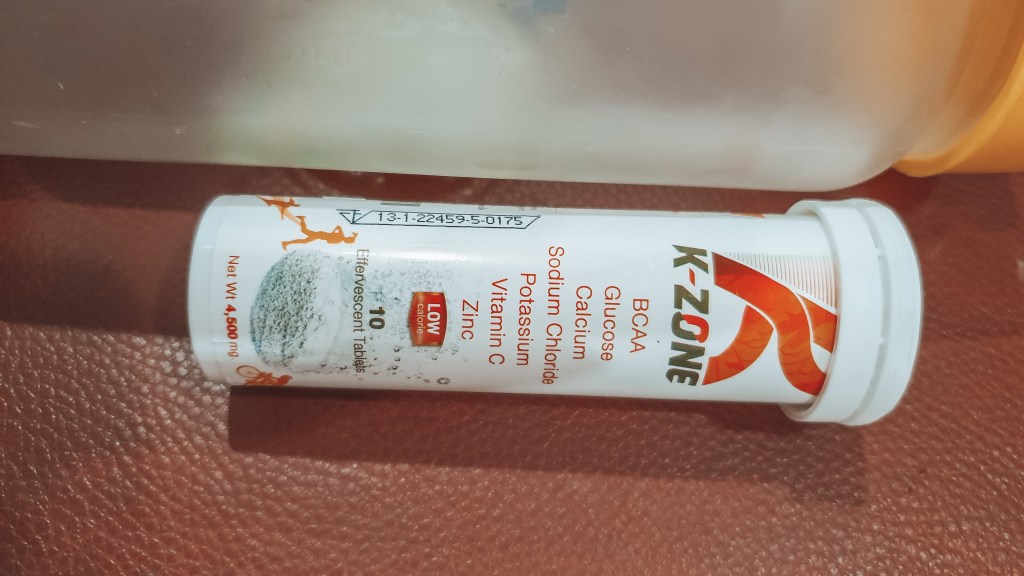 K-ZONE
BCAA
Glucose
Calcium
Sodium Chloride
Potassium
Vitamin C
Zinc
LOW
calorie
10
Effervescent Tablets
Net Wt 4,500 mg
13-1-22459-5-0175